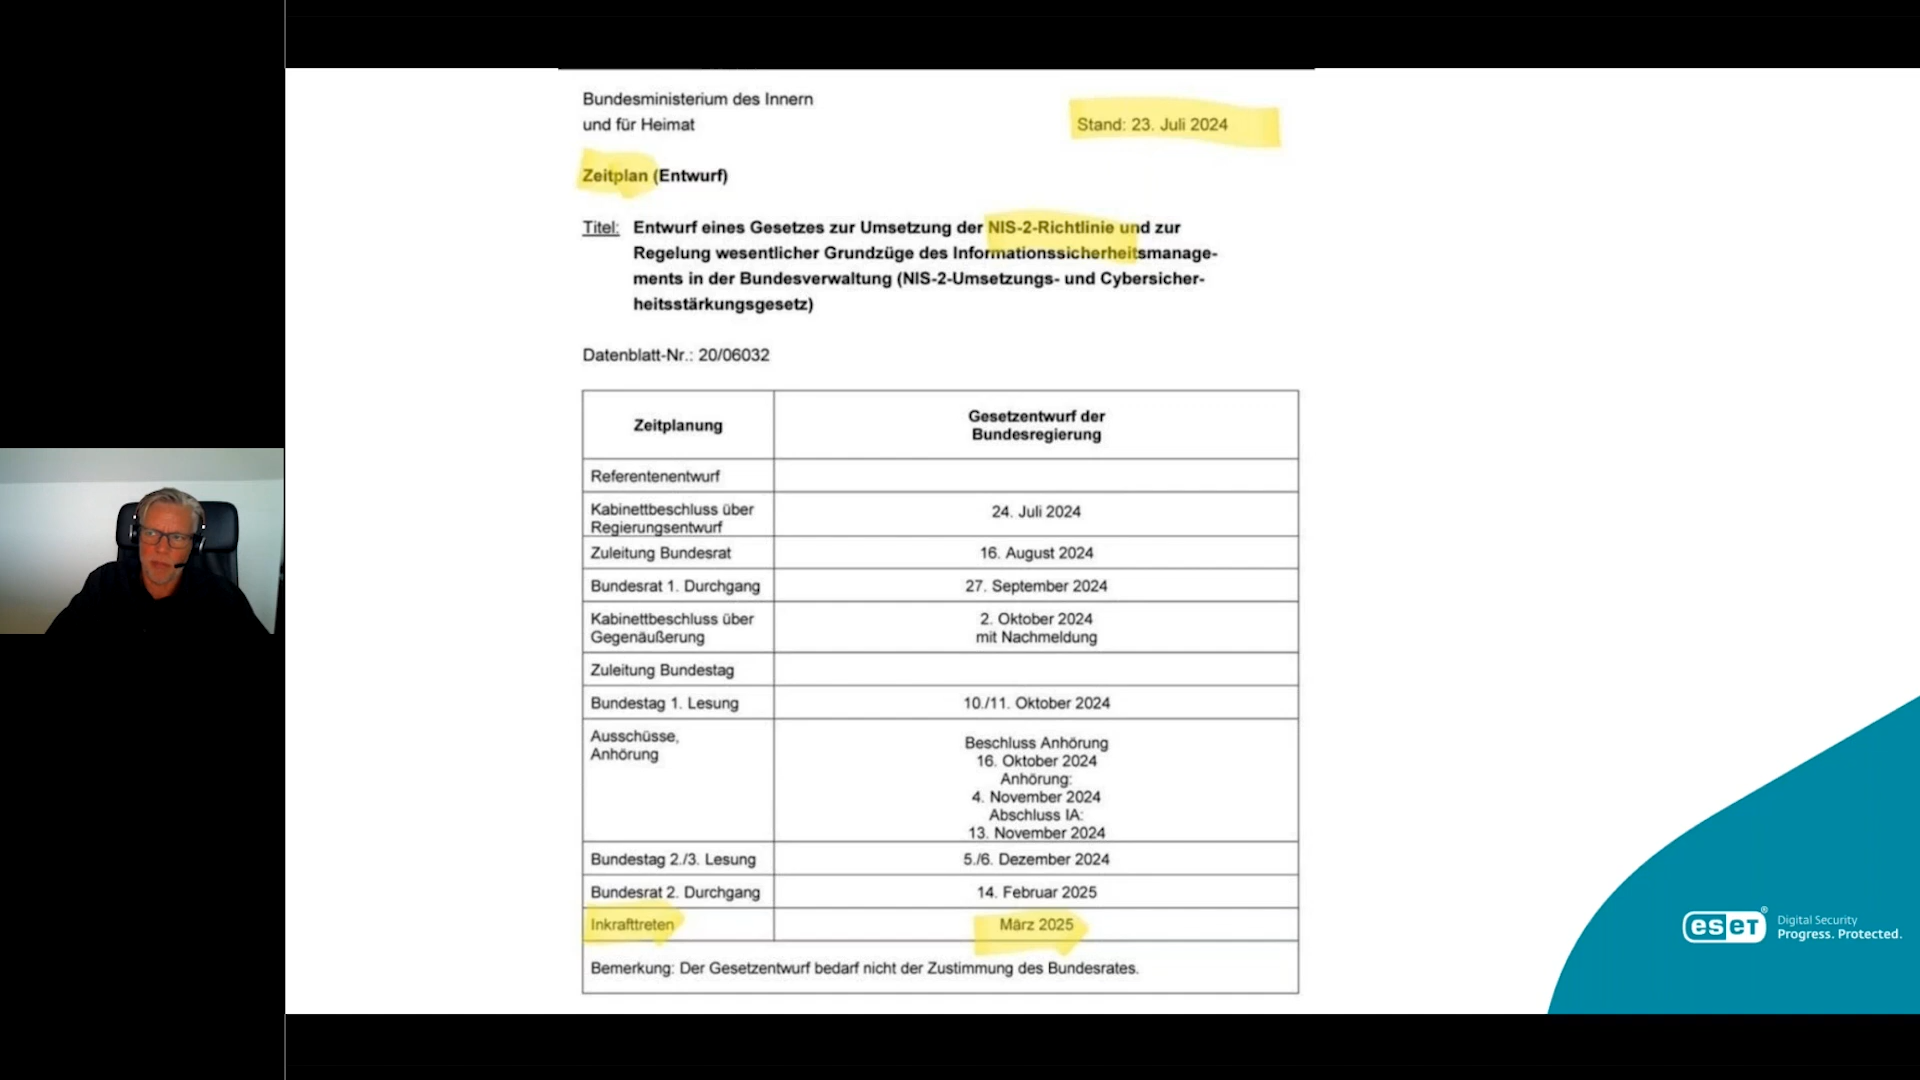 Bundesministerium des Innern
und für Heimat
Stand: 23. Juli 2024
Zeitplan (Entwurf)
Titel: Entwurf eines Gesetzes zur Umsetzung der NIS-2-Richtlinie und zur
Regelung wesentlicher Grundzüge des Informationssicherheitsmanage-
ments in der Bundesverwaltung (NIS-2-Umsetzungs- und Cybersicher-
heitsstärkungsgesetz)
Datenblatt-Nr.: 20/06032
Zeitplanung
Gesetzentwurf der
Bundesregierung
Referentenentwurf
Kabinettbeschluss über
Regierungsentwurf
24. Juli 2024
Zuleitung Bundesrat
16. August 2024
Bundesrat 1. Durchgang
27. September 2024
Kabinettbeschluss über
Gegenäußerung
2. Oktober 2024
mit Nachmeldung
Zuleitung Bundestag
Bundestag 1. Lesung
10./11. Oktober 2024
Ausschüsse,
Anhörung
Beschluss Anhörung
16. Oktober 2024
Anhörung:
4. November 2024
Abschluss IA:
13. November 2024
Bundestag 2./3. Lesung
5./6. Dezember 2024
Bundesrat 2. Durchgang
14. Februar 2025
Inkrafttreten
März 2025
Bemerkung: Der Gesetzentwurf bedarf nicht der Zustimmung des Bundesrates.
eseT®
Digital Security
Progress. Protected.